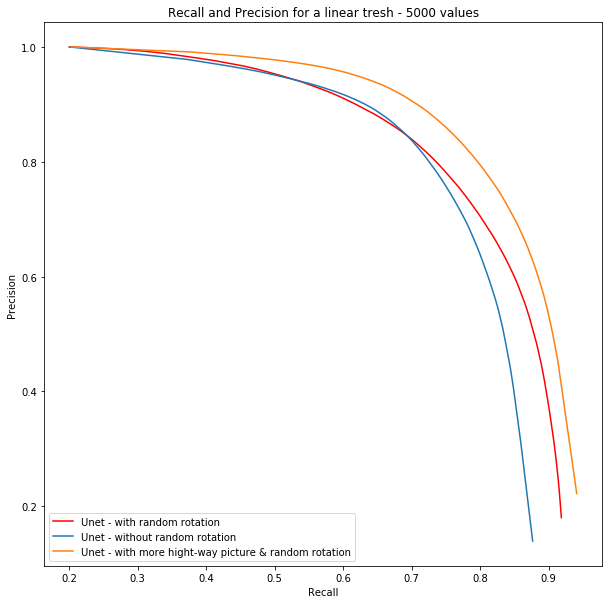 Recall and Precision for a linear tresh - 5000 values
Precision
1.0
0.8
0.6
0.4
0.2
Unet - with random rotation
Unet - without random rotation
Unet - with more hight-way picture & random rotation
0.2 0.3 0.4 0.5 0.6 0.7 0.8 0.9
Recall